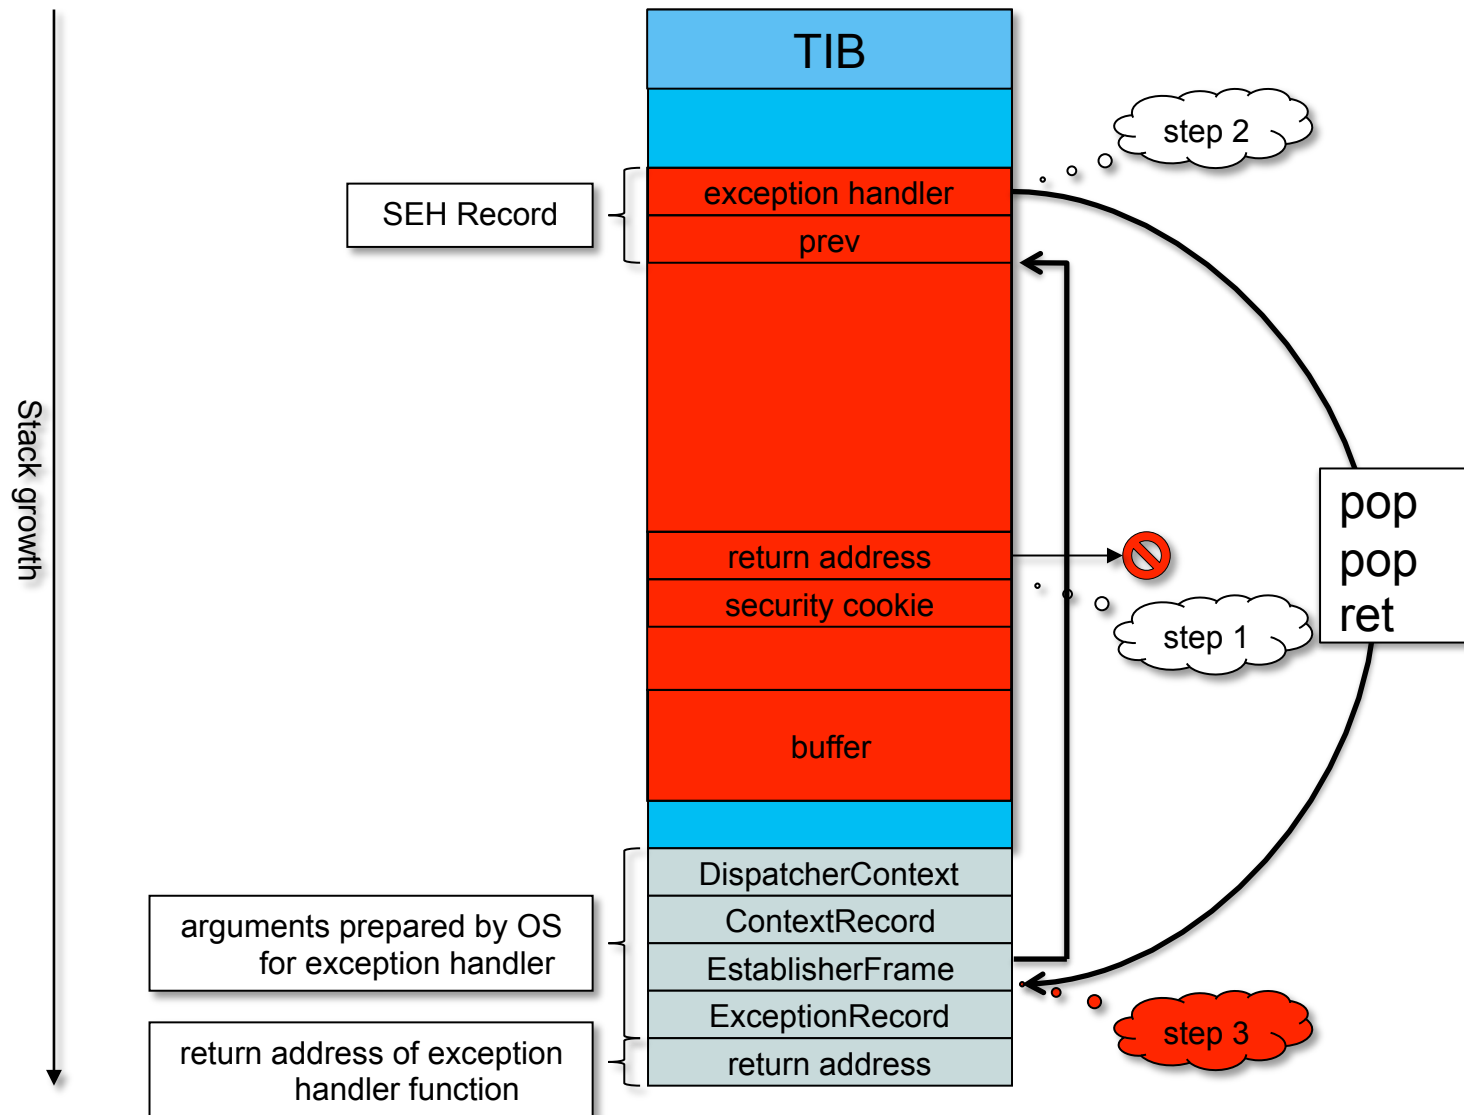 TIB
step 2
exception handler
SEH Record
prev
Stack growth
pop
pop
ret
return address
security cookie
step 1
buffer
DispatcherContext
ContextRecord
arguments prepared by OS
for exception handler
EstablisherFrame
ExceptionRecord
step 3
return address of exception
handler function
return address